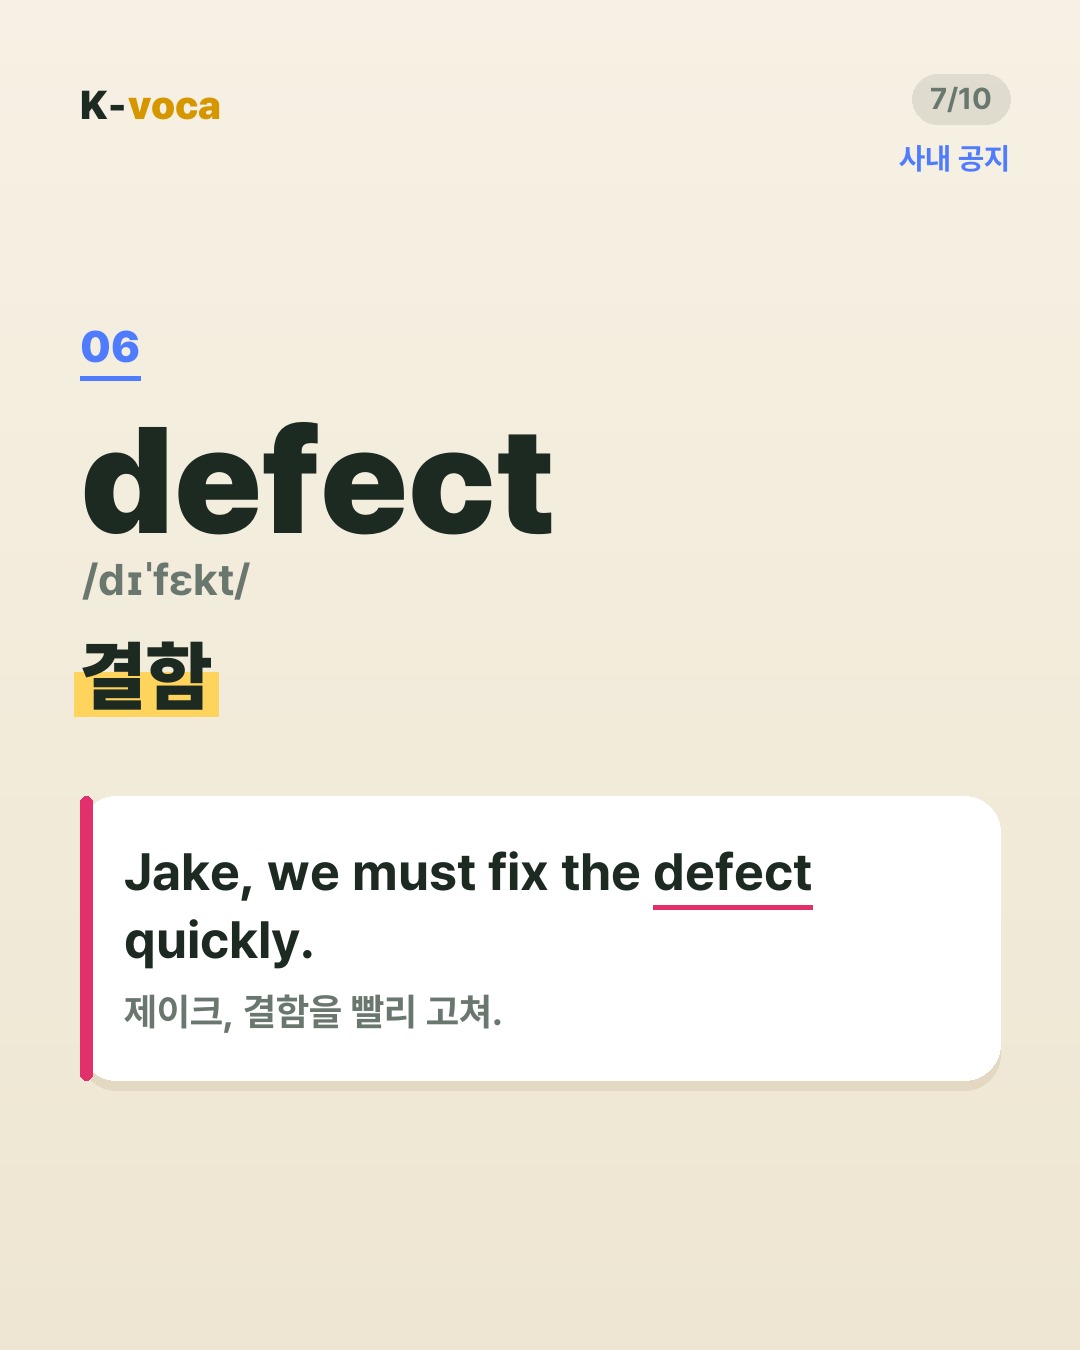 K-voca
7/10
사내 공지
06
defect
/dɪˈfɛkt/
결함
Jake, we must fix the defect
quickly.
제이크, 결함을 빨리 고쳐.